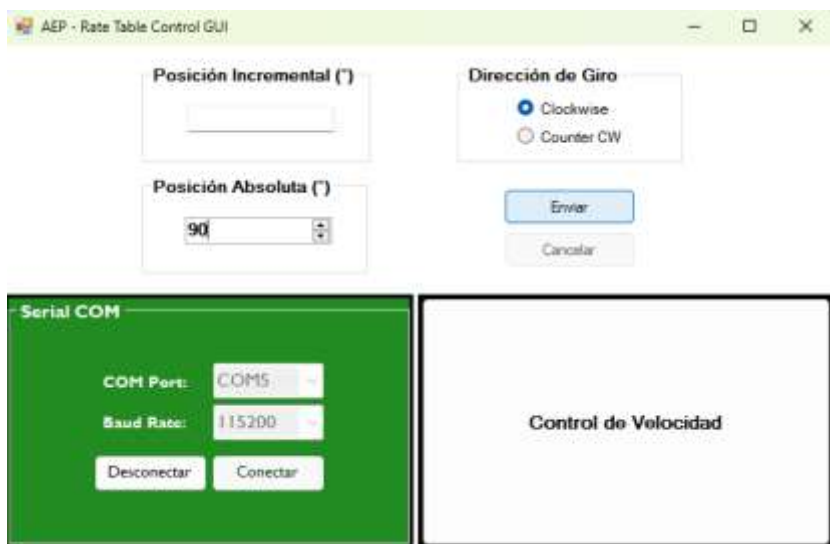 AEP - Rate Table Control GUI
Posición Incremental (°)
Dirección de Giro
Clockwise
Counter CW
Posición Absoluta (°)
90
Enviar
Cancelar
Serial COM
COM Port: COM5
Baud Rate: 115200
Desconectar Conectar
Control de Velocidad